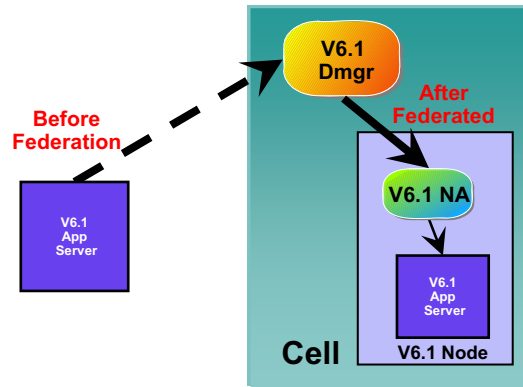 V6.1
Dmgr
Before
Federation
After
Federated
V6.1 NA
V6.1
App
Server
V6.1
App
Server
Cell
V6.1 Node